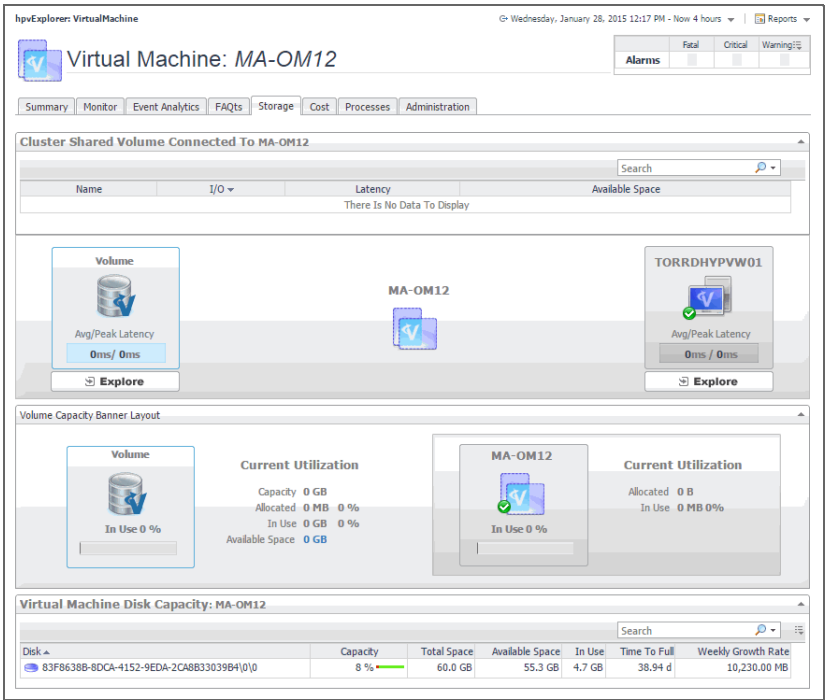 hpvExplorer: VirtualMachine
Wednesday, January 28, 2015 12:17 PM - Now 4 hours
Reports
Virtual Machine: MA-OM12
Fatal Critical Warning
Alarms
Summary Monitor Event Analytics FAQts Storage Cost Processes Administration
Cluster Shared Volume Connected To MA-OM12
Search
Name I/O Latency Available Space
There Is No Data To Display
Volume
Avg/Peak Latency
0ms/ 0ms
Explore
MA-OM12
TORRDHYPVW01
Avg/Peak Latency
0ms / 0ms
Explore
Volume Capacity Banner Layout
Volume
In Use 0 %
Current Utilization
Capacity 0 GB
Allocated 0 MB 0 %
In Use 0 GB 0 %
Available Space 0 GB
MA-OM12
In Use 0 %
Current Utilization
Allocated 0 B
In Use 0 MB 0%
Virtual Machine Disk Capacity: MA-OM12
Search
Disk Capacity Total Space Available Space In Use Time To Full Weekly Growth Rate
83F8638B-8DCA-4152-9EDA-2CA8B33039B4\0\0 8 % 60.0 GB 55.3 GB 4.7 GB 38.94 d 10,230.00 MB